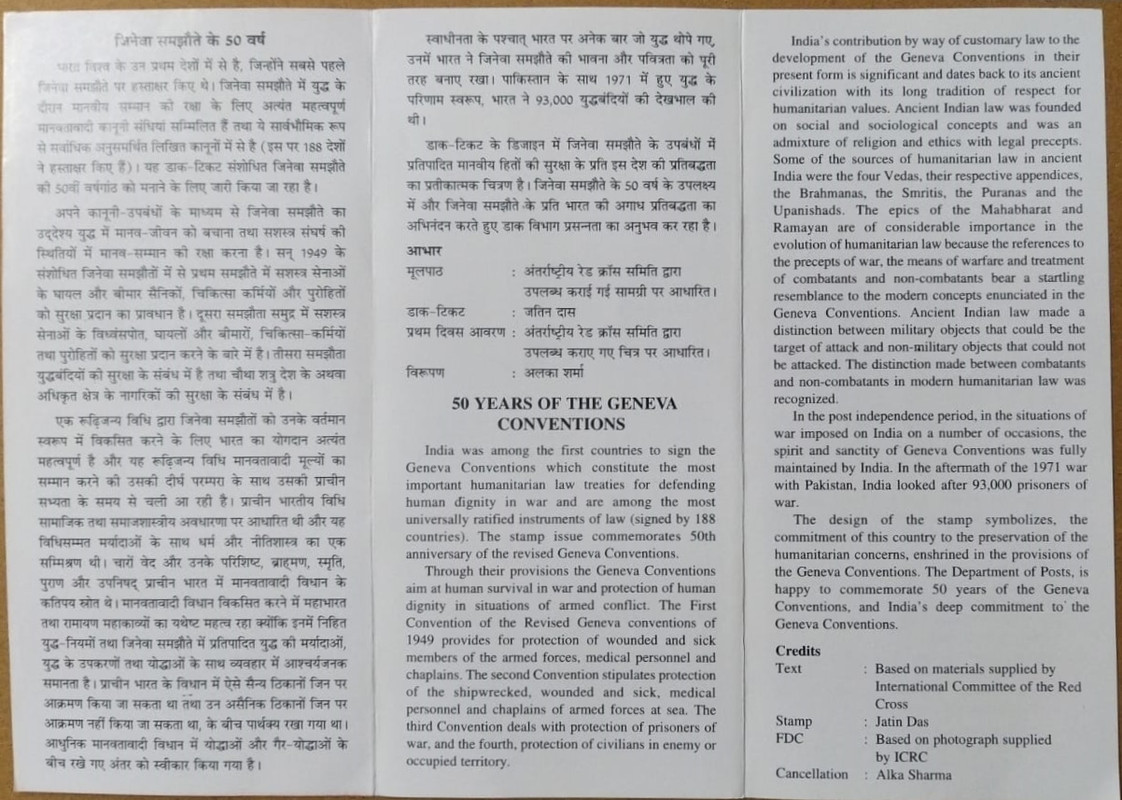 जिनेवा समझौते के 50 वर्ष
भारत विश्व के उन प्रथम देशों में से है, जिन्होंने सबसे पहले
जिनेवा समझौते पर हस्ताक्षर किए थे। जिनेवा समझौते में युद्ध के
दौरान मानवीय सम्मान की रक्षा के लिए अत्यंत महत्वपूर्ण
मानवतावादी कानूनी संधियां सम्मिलित हैं तथा ये सार्वभौमिक रूप
से सर्वाधिक अनुसमर्थित लिखित कानूनों में से है (इस पर 188 देशों
ने हस्ताक्षर किए हैं)। यह डाक-टिकट संशोधित जिनेवा समझौते
की 50वीं वर्षगांठ को मनाने के लिए जारी किया जा रहा है।
अपने कानूनी-उपबंधों के माध्यम से जिनेवा समझौते का
उद्देश्य युद्ध में मानव-जीवन को बचाना तथा सशस्त्र संघर्ष की
स्थितियों में मानव-सम्मान की रक्षा करना है। सन् 1949 के
संशोधित जिनेवा समझौतों में से प्रथम समझौते में सशस्त्र सेनाओं
के घायल और बीमार सैनिकों, चिकित्सा कर्मियों और पुरोहितों
को सुरक्षा प्रदान का प्रावधान है। दूसरा समझौता समुद्र में सशस्त्र
सेनाओं के विध्वंसपोत, घायलों और बीमारों, चिकित्सा-कर्मियों
तथा पुरोहितों को सुरक्षा प्रदान करने के बारे में है। तीसरा समझौता
युद्धबंदियों की सुरक्षा के संबंध में है तथा चौथा शत्रु देश के अथवा
अधिकृत क्षेत्र के नागरिकों की सुरक्षा के संबंध में है।
एक रूढ़िजन्य विधि द्वारा जिनेवा समझौतों को उनके वर्तमान
स्वरूप में विकसित करने के लिए भारत का योगदान अत्यंत
महत्वपूर्ण है और यह रूढ़िजन्य विधि मानवतावादी मूल्यों का
सम्मान करने की उसकी दीर्घ परम्परा के साथ उसकी प्राचीन
सभ्यता के समय से चली आ रही है। प्राचीन भारतीय विधि
सामाजिक तथा समाजशास्त्रीय अवधारणा पर आधारित थी और यह
विधिसम्मत मर्यादाओं के साथ धर्म और नीतिशास्त्र का एक
सम्मिश्रण थी। चारों वेद और उनके परिशिष्ट, ब्राह्मण, स्मृति,
पुराण और उपनिषद् प्राचीन भारत में मानवतावादी विधान के
कतिपय स्रोत थे। मानवतावादी विधान विकसित करने में महाभारत
तथा रामायण महाकाव्यों का यथेष्ट महत्व रहा क्योंकि इनमें निहित
युद्ध-नियमों तथा जिनेवा समझौते में प्रतिपादित युद्ध की मर्यादाओं,
युद्ध के उपकरणों तथा योद्धाओं के साथ व्यवहार में आश्चर्यजनक
समानता है। प्राचीन भारत के विधान में ऐसे सैन्य ठिकानों जिन पर
आक्रमण किया जा सकता था तथा उन असैनिक ठिकानों जिन पर
आक्रमण नहीं किया जा सकता था, के बीच पार्थक्य रखा गया था।
आधुनिक मानवतावादी विधान में योद्धाओं और गैर-योद्धाओं के
बीच रखे गए अंतर को स्वीकार किया गया है।
स्वाधीनता के पश्चात् भारत पर अनेक बार जो युद्ध थोपे गए,
उनमें भारत ने जिनेवा समझौते की भावना और पवित्रता को पूरी
तरह बनाए रखा। पाकिस्तान के साथ 1971 में हुए युद्ध के
परिणाम स्वरूप, भारत ने 93,000 युद्धबंदियों की देखभाल की
थी।
डाक-टिकट के डिजाइन में जिनेवा समझौते के उपबंधों में
प्रतिपादित मानवीय हितों की सुरक्षा के प्रति इस देश की प्रतिबद्धता
का प्रतीकात्मक चित्रण है। जिनेवा समझौते के 50 वर्ष के उपलक्ष्य
में और जिनेवा समझौते के प्रति भारत की अगाध प्रतिबद्धता का
अभिनंदन करते हुए डाक विभाग प्रसन्नता का अनुभव कर रहा है।
आभार
मूलपाठ : अंतर्राष्ट्रीय रेड क्रॉस समिति द्वारा
उपलब्ध कराई गई सामग्री पर आधारित।
डाक-टिकट : जतिन दास
प्रथम दिवस आवरण : अंतर्राष्ट्रीय रेड क्रॉस समिति द्वारा
उपलब्ध कराए गए चित्र पर आधारित।
विरूपण : अलका शर्मा
50 YEARS OF THE GENEVA
CONVENTIONS
India was among the first countries to sign the
Geneva Conventions which constitute the most
important humanitarian law treaties for defending
human dignity in war and are among the most
universally ratified instruments of law (signed by 188
countries). The stamp issue commemorates 50th
anniversary of the revised Geneva Conventions.
Through their provisions the Geneva Conventions
aim at human survival in war and protection of human
dignity in situations of armed conflict. The First
Convention of the Revised Geneva conventions of
1949 provides for protection of wounded and sick
members of the armed forces, medical personnel and
chaplains. The second Convention stipulates protection
of the shipwrecked, wounded and sick, medical
personnel and chaplains of armed forces at sea. The
third Convention deals with protection of prisoners of
war, and the fourth, protection of civilians in enemy or
occupied territory.
India's contribution by way of customary law to the
development of the Geneva Conventions in their
present form is significant and dates back to its ancient
civilization with its long tradition of respect for
humanitarian values. Ancient Indian law was founded
on social and sociological concepts and was an
admixture of religion and ethics with legal precepts.
Some of the sources of humanitarian law in ancient
India were the four Vedas, their respective appendices,
the Brahmanas, the Smritis, the Puranas and the
Upanishads. The epics of the Mahabharat and
Ramayan are of considerable importance in the
evolution of humanitarian law because the references to
the precepts of war, the means of warfare and treatment
of combatants and non-combatants bear a startling
resemblance to the modern concepts enunciated in the
Geneva Conventions. Ancient Indian law made a
distinction between military objects that could be the
target of attack and non-military objects that could not
be attacked. The distinction made between combatants
and non-combatants in modern humanitarian law was
recognized.
In the post independence period, in the situations of
war imposed on India on a number of occasions, the
spirit and sanctity of Geneva Conventions was fully
maintained by India. In the aftermath of the 1971 war
with Pakistan, India looked after 93,000 prisoners of
war.
The design of the stamp symbolizes, the
commitment of this country to the preservation of the
humanitarian concerns, enshrined in the provisions of
the Geneva Conventions. The Department of Posts, is
happy to commemorate 50 years of the Geneva
Conventions, and India's deep commitment to the
Geneva Conventions.
Credits
Text : Based on materials supplied by
International Committee of the Red
Cross
Stamp : Jatin Das
FDC : Based on photograph supplied
by ICRC
Cancellation : Alka Sharma